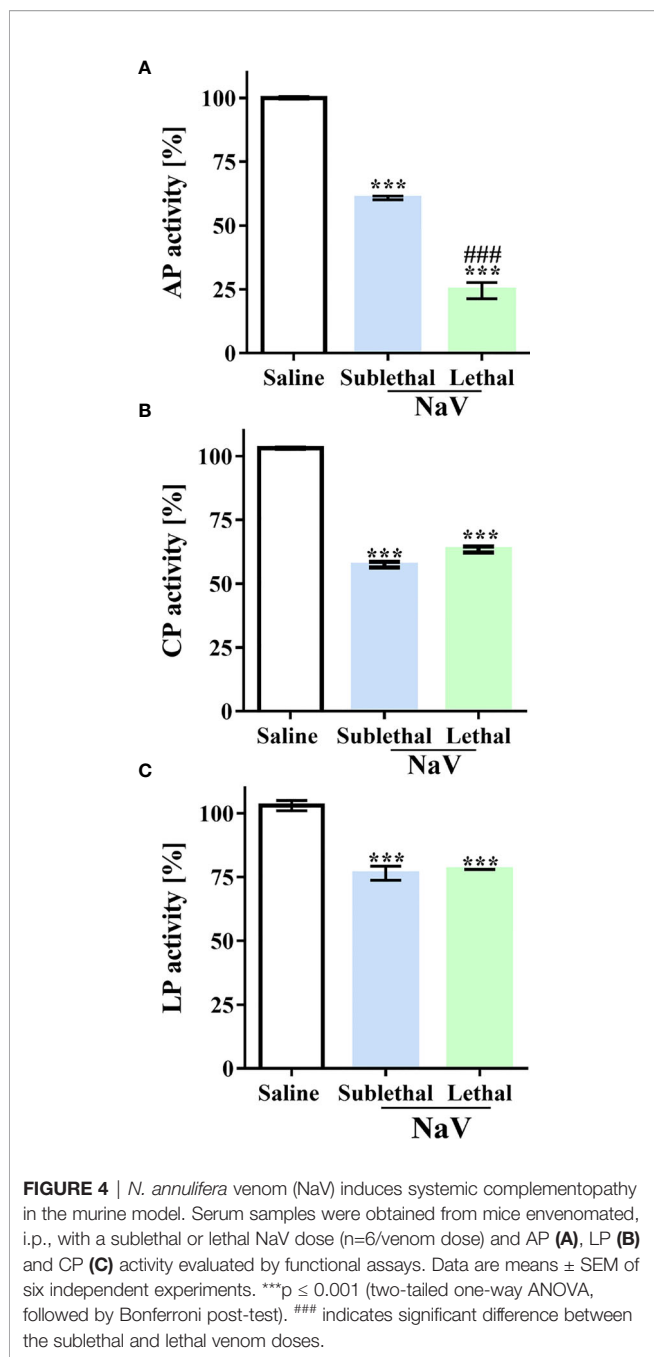 A
AP activity [%]
100
75
50
25
0
***
###
***
Saline
Sublethal
Lethal
NaV
B
CP activity [%]
100
75
50
25
0
***
***
Saline
Sublethal
Lethal
NaV
C
LP activity [%]
100
75
50
25
0
***
***
Saline
Sublethal
Lethal
NaV
FIGURE 4 | N. annulifera venom (NaV) induces systemic complementopathy
in the murine model. Serum samples were obtained from mice envenomated,
i.p., with a sublethal or lethal NaV dose (n=6/venom dose) and AP (A), LP (B)
and CP (C) activity evaluated by functional assays. Data are means ± SEM of
six independent experiments. ***p ≤ 0.001 (two-tailed one-way ANOVA,
followed by Bonferroni post-test). ### indicates significant difference between
the sublethal and lethal venom doses.